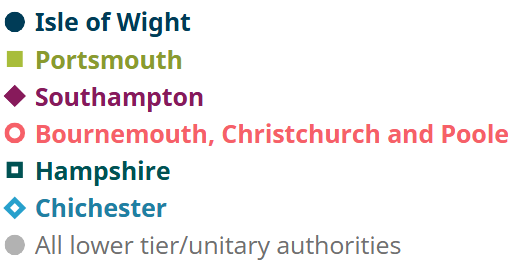 Isle of Wight
Portsmouth
Southampton
Bournemouth, Christchurch and Poole
Hampshire
Chichester
All lower tier/unitary authorities